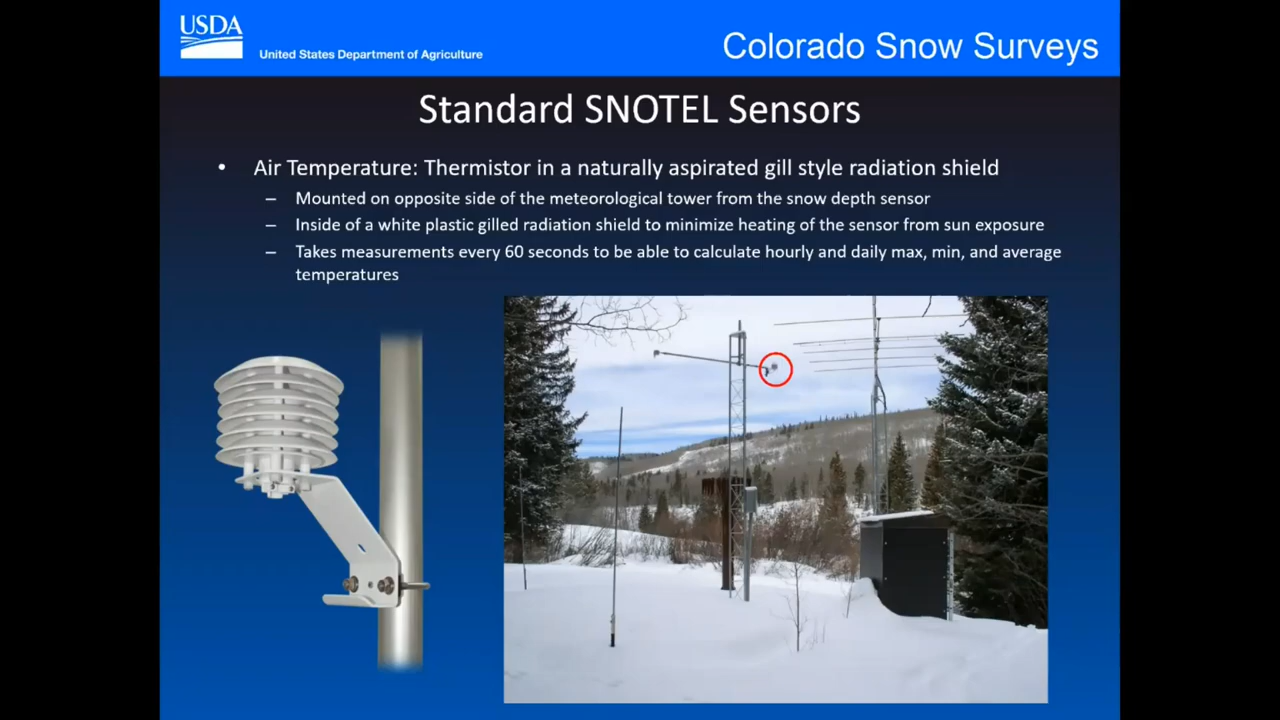 USDA
United States Department of Agriculture
Colorado Snow Surveys
Standard SNOTEL Sensors
• Air Temperature: Thermistor in a naturally aspirated gill style radiation shield
– Mounted on opposite side of the meteorological tower from the snow depth sensor
– Inside of a white plastic gilled radiation shield to minimize heating of the sensor from sun exposure
– Takes measurements every 60 seconds to be able to calculate hourly and daily max, min, and average
temperatures